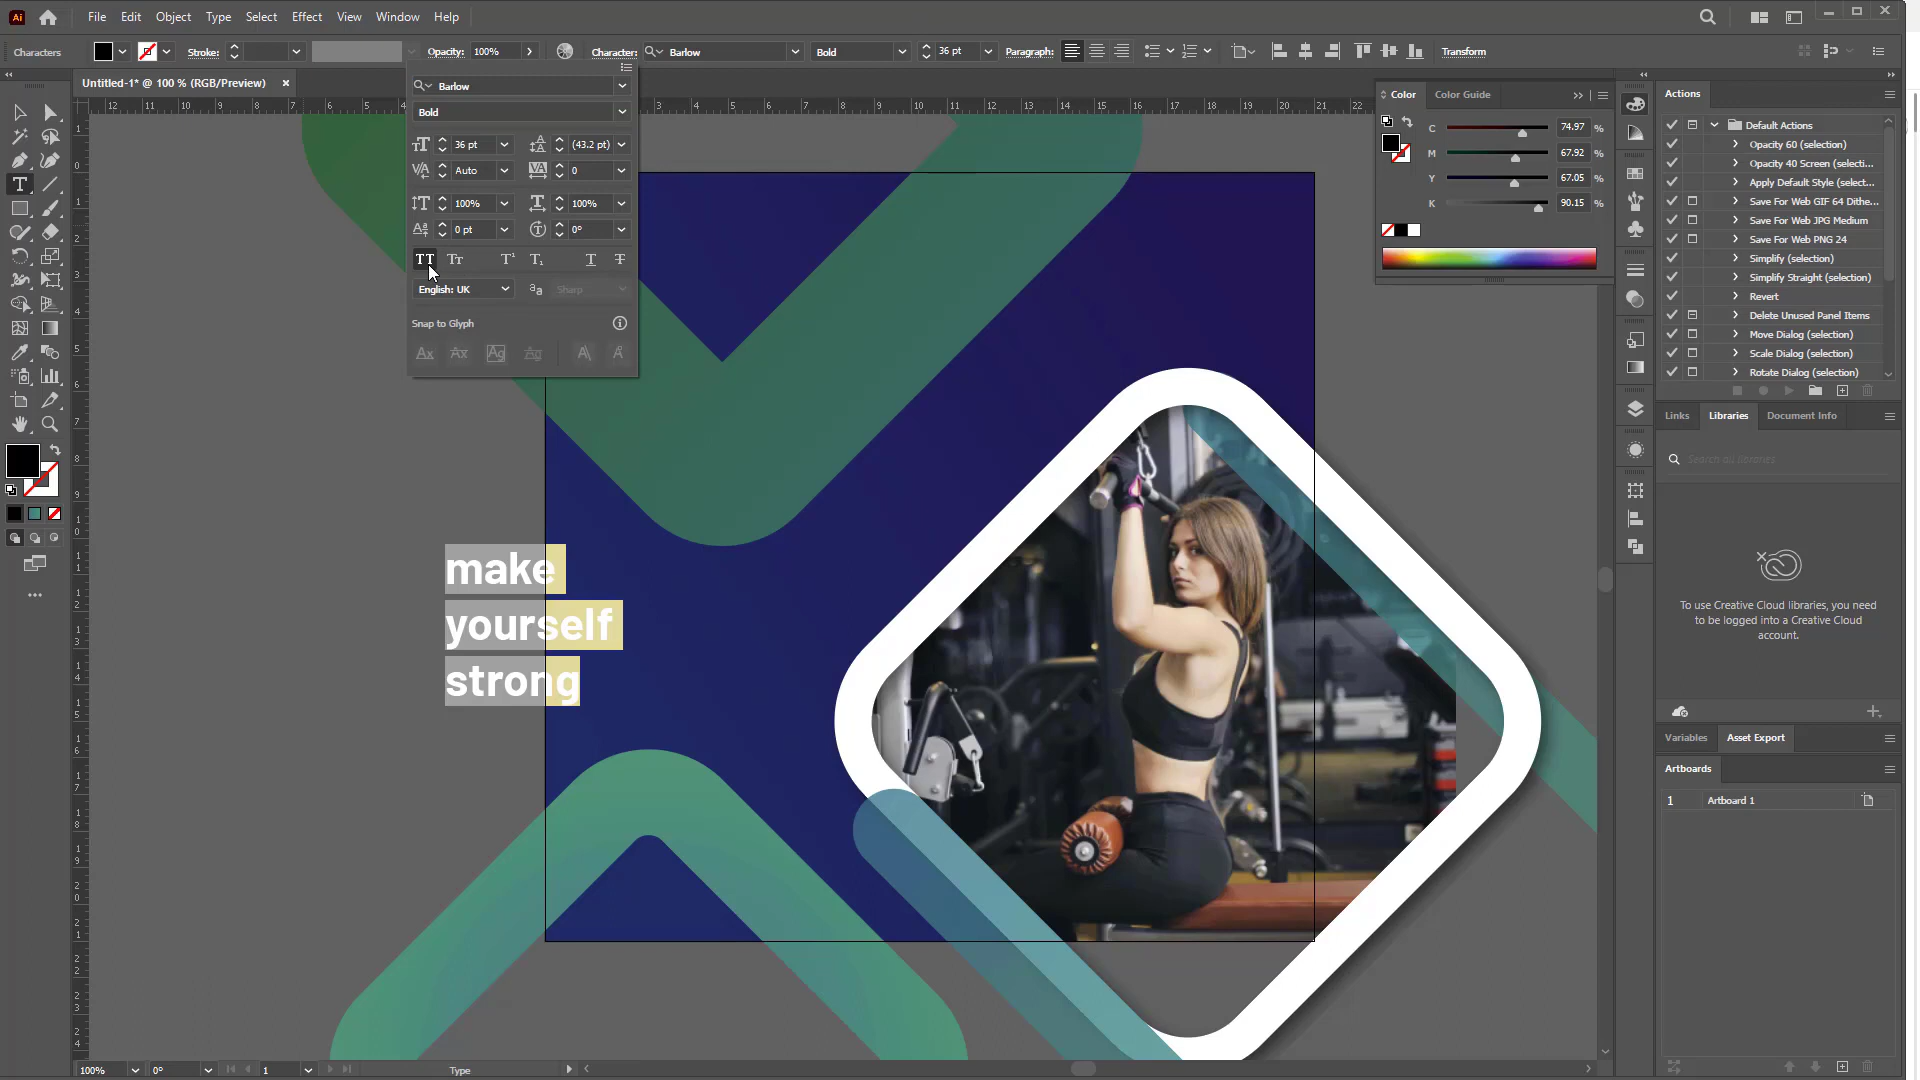 Ai File Edit Object Type Select Effect View Window Help
Characters Stroke: Opacity: 100% Character: Barlow Bold 36 pt Paragraph: Transform
Untitled-1* @ 100 % (RGB/Preview)
Barlow
Bold
36 pt (43.2 pt)
Auto 0
100% 100%
0 pt 0°
English: UK Sharp
Snap to Glyph
make
yourself
strong
Color Color Guide
C 74.97 %
M 67.92 %
Y 67.05 %
K 90.15 %
Actions
Default Actions
Opacity 60 (selection)
Opacity 40 Screen (selecti...
Apply Default Style (select...
Save For Web GIF 64 Dithe...
Save For Web JPG Medium
Save For Web PNG 24
Simplify (selection)
Simplify Straight (selection)
Revert
Delete Unused Panel Items
Move Dialog (selection)
Scale Dialog (selection)
Rotate Dialog (selection)
Links Libraries Document Info
Search all libraries
To use Creative Cloud libraries, you need
to be logged into a Creative Cloud
account.
Variables Asset Export
Artboards
1 Artboard 1
100% 0° 1 Type